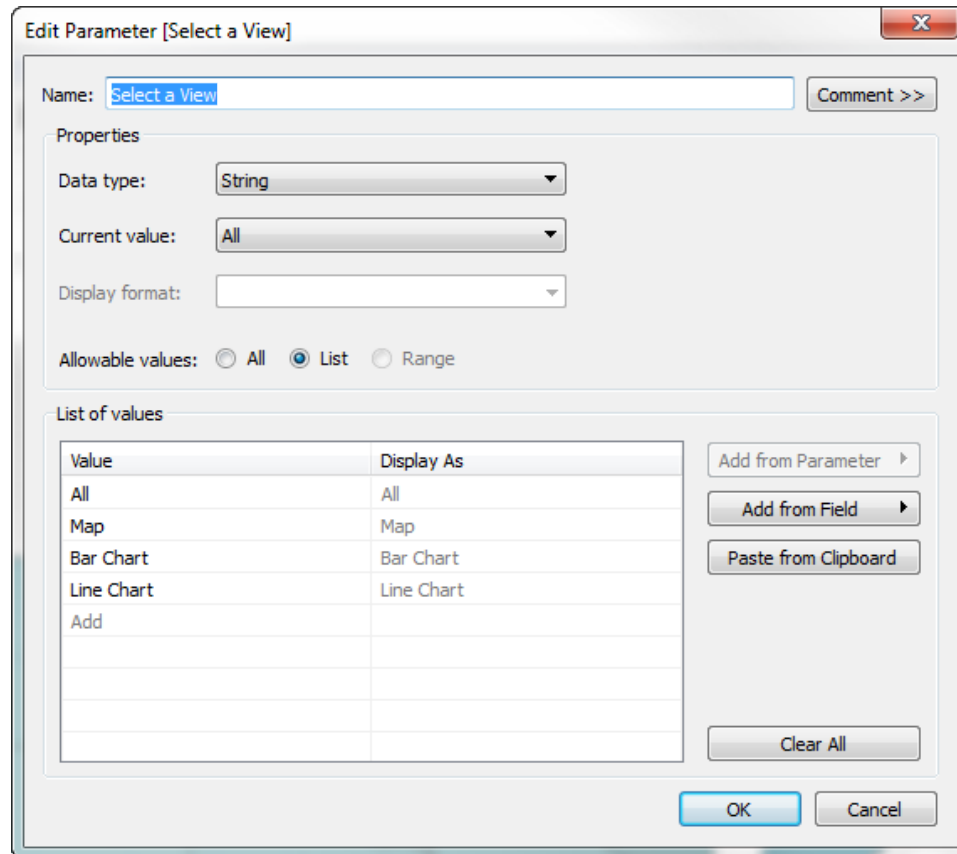 Edit Parameter [Select a View]
Name: Select a View Comment >>
Properties
Data type: String
Current value: All
Display format:
Allowable values: All List Range
List of values
Value Display As Add from Parameter
All All
Add from Field
Map Map
Bar Chart Bar Chart Paste from Clipboard
Line Chart Line Chart
Add
Clear All
OK Cancel